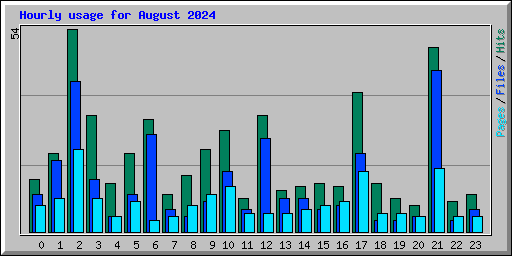 Hourly usage for August 2024
54
Pages/Files/Hits
0 1 2 3 4 5 6 7 8 9 10 11 12 13 14 15 16 17 18 19 20 21 22 23